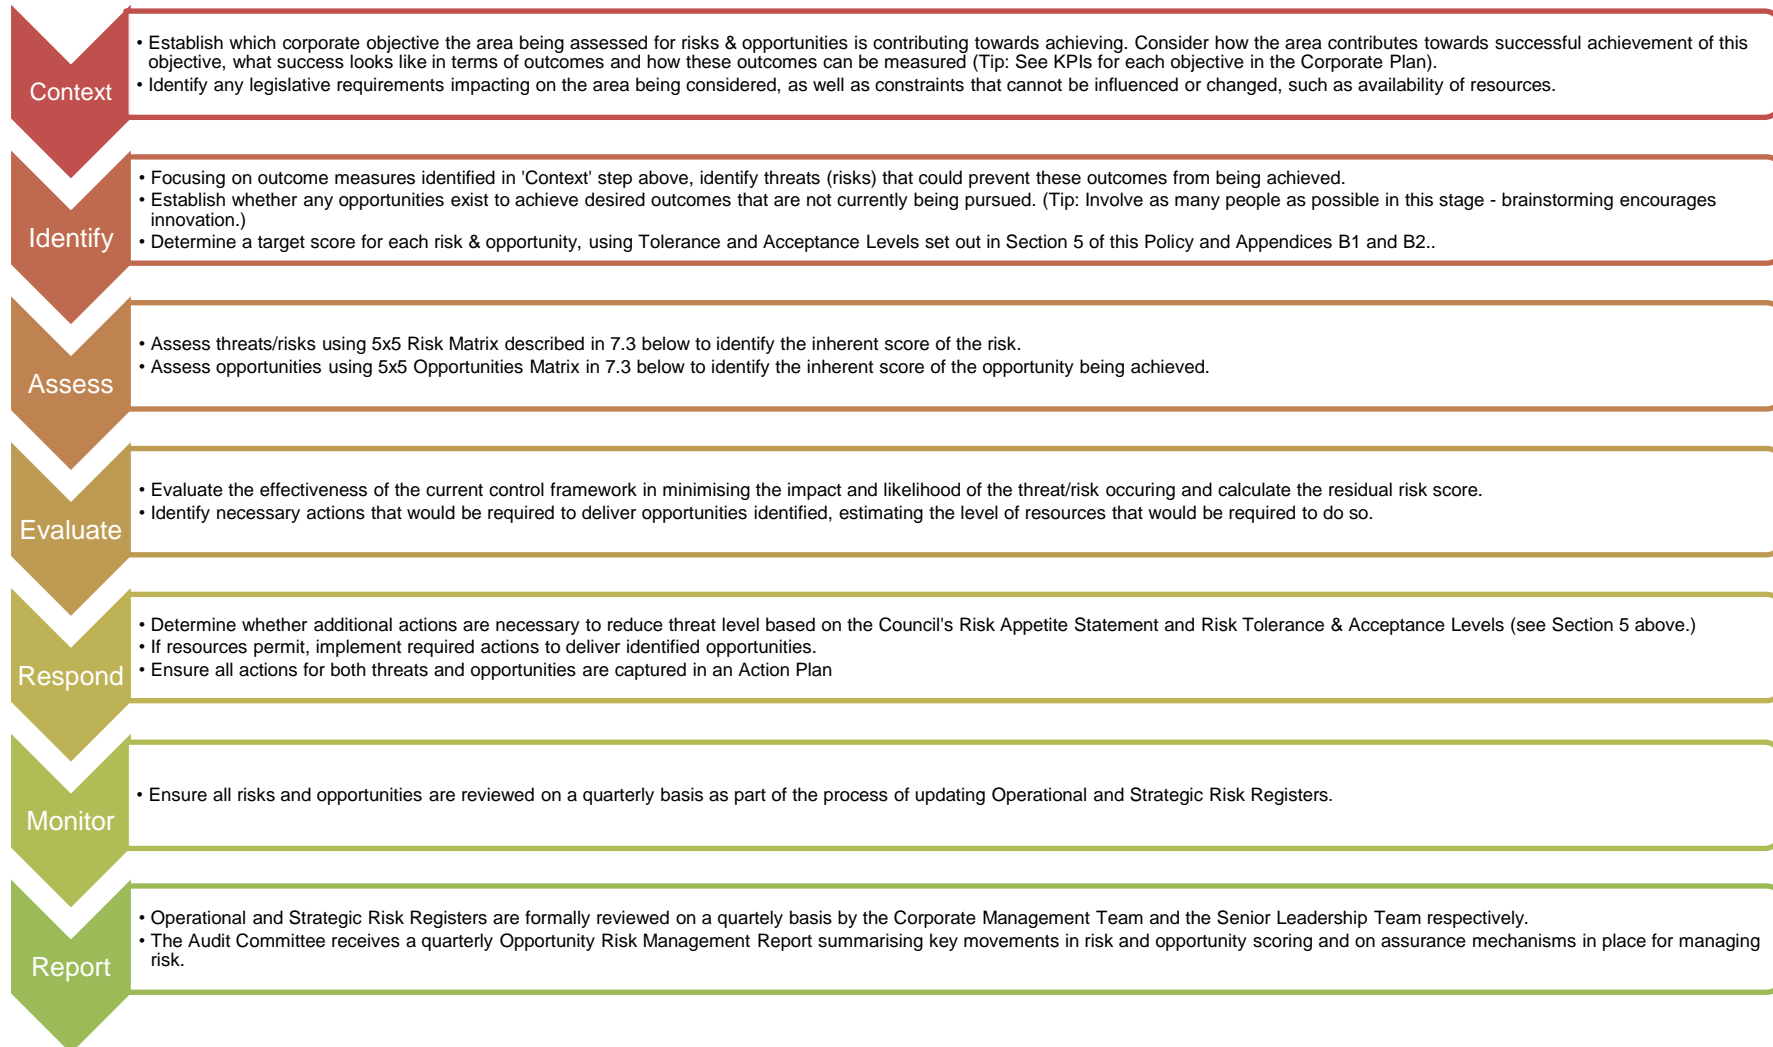 Context
• Establish which corporate objective the area being assessed for risks & opportunities is contributing towards achieving. Consider how the area contributes towards successful achievement of this
objective, what success looks like in terms of outcomes and how these outcomes can be measured (Tip: See KPIs for each objective in the Corporate Plan).
• Identify any legislative requirements impacting on the area being considered, as well as constraints that cannot be influenced or changed, such as availability of resources.
Identify
• Focusing on outcome measures identified in 'Context' step above, identify threats (risks) that could prevent these outcomes from being achieved.
• Establish whether any opportunities exist to achieve desired outcomes that are not currently being pursued. (Tip: Involve as many people as possible in this stage - brainstorming encourages
innovation.)
• Determine a target score for each risk & opportunity, using Tolerance and Acceptance Levels set out in Section 5 of this Policy and Appendices B1 and B2..
Assess
• Assess threats/risks using 5x5 Risk Matrix described in 7.3 below to identify the inherent score of the risk.
• Assess opportunities using 5x5 Opportunities Matrix in 7.3 below to identify the inherent score of the opportunity being achieved.
Evaluate
• Evaluate the effectiveness of the current control framework in minimising the impact and likelihood of the threat/risk occuring and calculate the residual risk score.
• Identify necessary actions that would be required to deliver opportunities identified, estimating the level of resources that would be required to do so.
Respond
• Determine whether additional actions are necessary to reduce threat level based on the Council's Risk Appetite Statement and Risk Tolerance & Acceptance Levels (see Section 5 above.)
• If resources permit, implement required actions to deliver identified opportunities.
• Ensure all actions for both threats and opportunities are captured in an Action Plan
Monitor
• Ensure all risks and opportunities are reviewed on a quarterly basis as part of the process of updating Operational and Strategic Risk Registers.
Report
• Operational and Strategic Risk Registers are formally reviewed on a quartely basis by the Corporate Management Team and the Senior Leadership Team respectively.
• The Audit Committee receives a quarterly Opportunity Risk Management Report summarising key movements in risk and opportunity scoring and on assurance mechanisms in place for managing
risk.